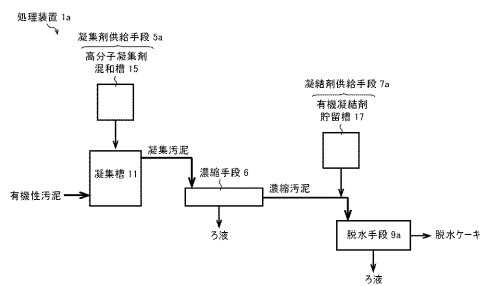 処理装置 1a
凝集剤供給手段 5a
高分子凝集剤
混和槽 15
凝結剤供給手段 7a
有機凝結剤
貯留槽 17
凝集汚泥
凝集槽 11
濃縮手段 6
有機性汚泥
濃縮汚泥
ろ液
脱水手段 9a
脱水ケーキ
ろ液